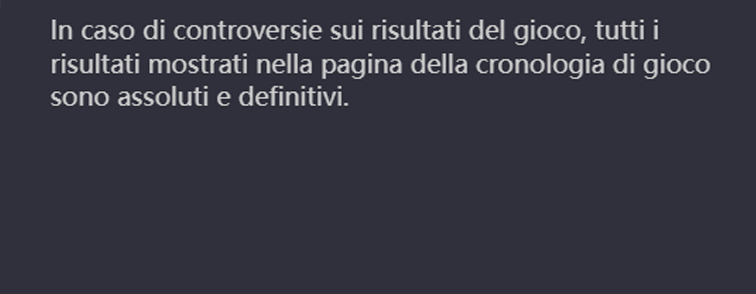 In caso di controversie sui risultati del gioco, tutti i
risultati mostrati nella pagina della cronologia di gioco
sono assoluti e definitivi.